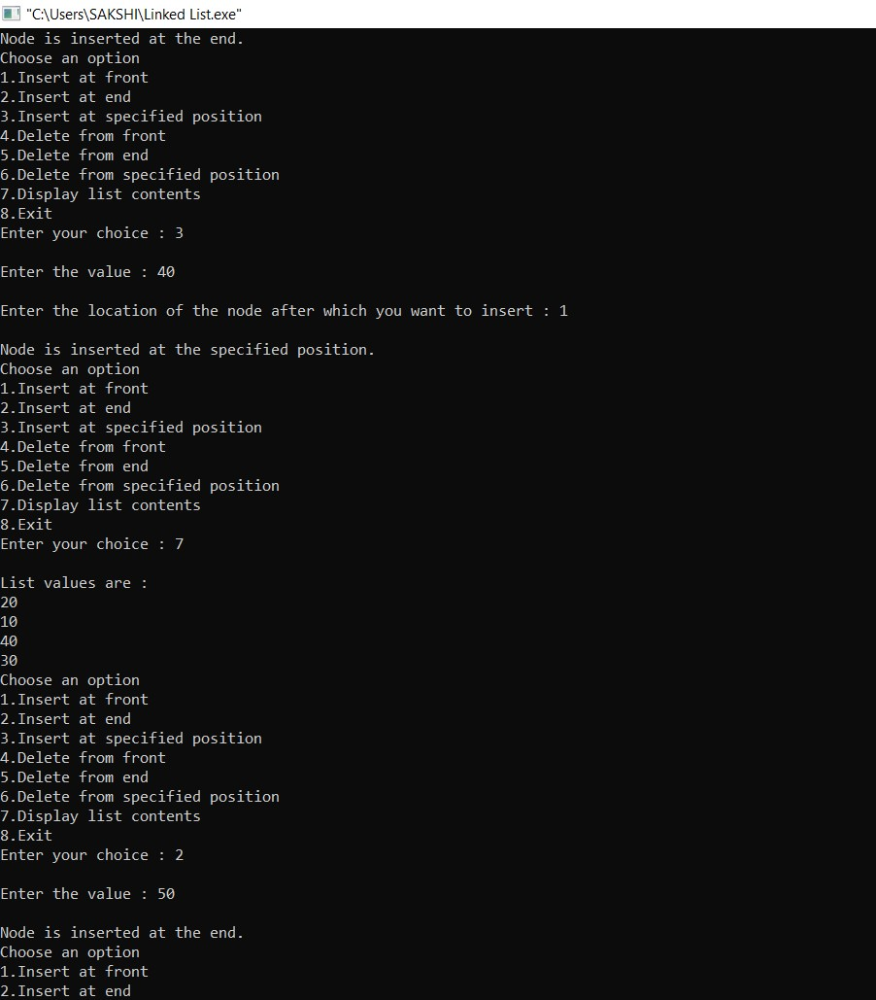 "C:\Users\SAKSHI\Linked List.exe"
Node is inserted at the end.
Choose an option
1.Insert at front
2.Insert at end
3.Insert at specified position
4.Delete from front
5.Delete from end
6.Delete from specified position
7.Display list contents
8.Exit
Enter your choice : 3
Enter the value : 40
Enter the location of the node after which you want to insert : 1
Node is inserted at the specified position.
Choose an option
1.Insert at front
2.Insert at end
3.Insert at specified position
4.Delete from front
5.Delete from end
6.Delete from specified position
7.Display list contents
8.Exit
Enter your choice : 7
List values are :
20
10
40
30
Choose an option
1.Insert at front
2.Insert at end
3.Insert at specified position
4.Delete from front
5.Delete from end
6.Delete from specified position
7.Display list contents
8.Exit
Enter your choice : 2
Enter the value : 50
Node is inserted at the end.
Choose an option
1.Insert at front
2.Insert at end